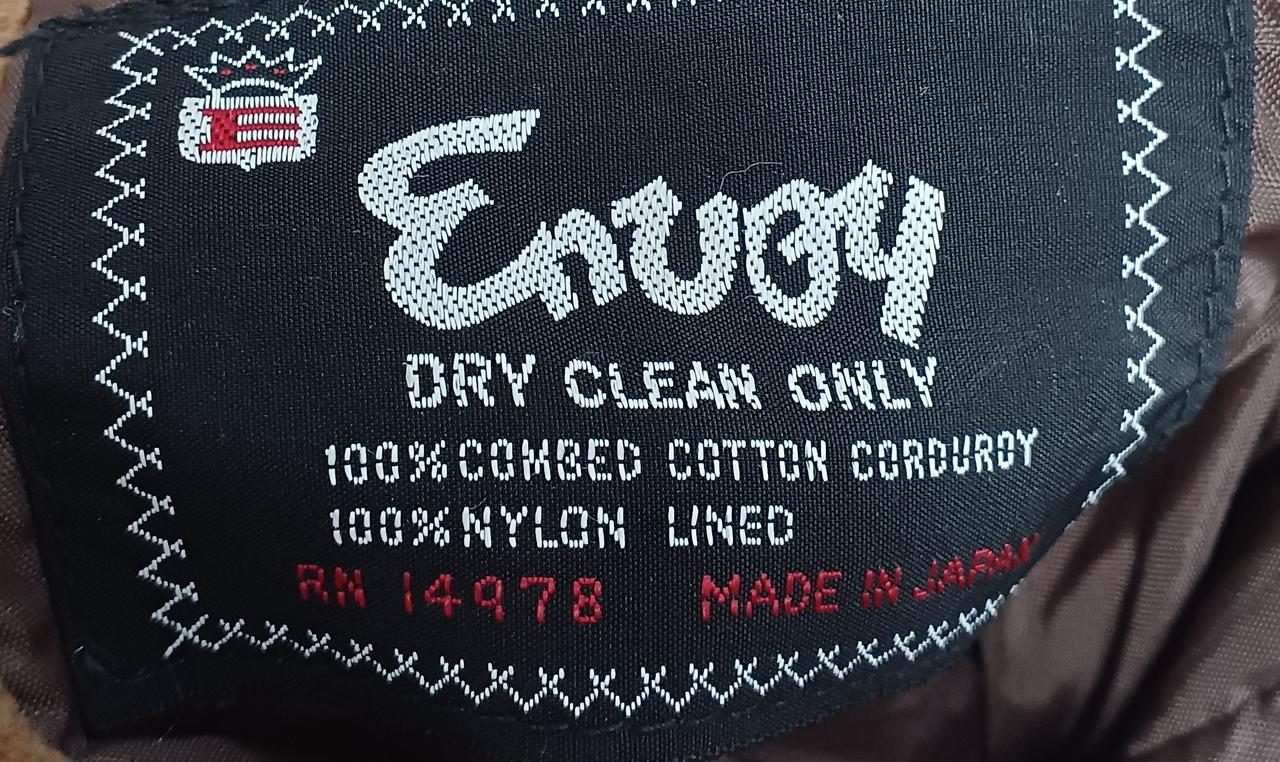 E
Envoy
DRY CLEAN ONLY
100% COMBED COTTON CORDUROY
100% NYLON LINED
RN 14978 MADE IN JAPAN